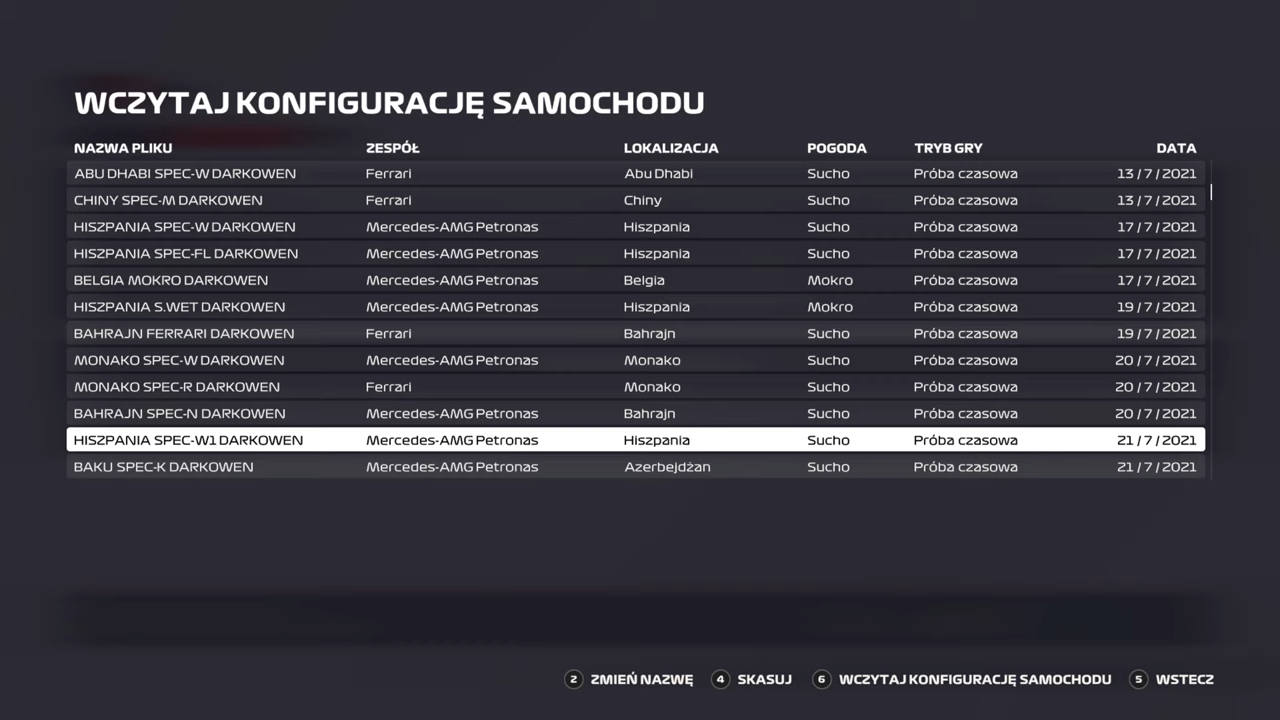 WCZYTAJ KONFIGURACJĘ SAMOCHODU
NAZWA PLIKU ZESPÓŁ LOKALIZACJA POGODA TRYB GRY DATA
ABU DHABI SPEC-W DARKOWEN Ferrari Abu Dhabi Sucho Próba czasowa 13 / 7 / 2021
CHINY SPEC-M DARKOWEN Ferrari Chiny Sucho Próba czasowa 13 / 7 / 2021
HISZPANIA SPEC-W DARKOWEN Mercedes-AMG Petronas Hiszpania Sucho Próba czasowa 17 / 7 / 2021
HISZPANIA SPEC-FL DARKOWEN Mercedes-AMG Petronas Hiszpania Sucho Próba czasowa 17 / 7 / 2021
BELGIA MOKRO DARKOWEN Mercedes-AMG Petronas Belgia Mokro Próba czasowa 17 / 7 / 2021
HISZPANIA S.WET DARKOWEN Mercedes-AMG Petronas Hiszpania Mokro Próba czasowa 19 / 7 / 2021
BAHRAJN FERRARI DARKOWEN Ferrari Bahrajn Sucho Próba czasowa 19 / 7 / 2021
MONAKO SPEC-W DARKOWEN Mercedes-AMG Petronas Monako Sucho Próba czasowa 20 / 7 / 2021
MONAKO SPEC-R DARKOWEN Ferrari Monako Sucho Próba czasowa 20 / 7 / 2021
BAHRAJN SPEC-N DARKOWEN Mercedes-AMG Petronas Bahrajn Sucho Próba czasowa 20 / 7 / 2021
HISZPANIA SPEC-W1 DARKOWEN Mercedes-AMG Petronas Hiszpania Sucho Próba czasowa 21 / 7 / 2021
BAKU SPEC-K DARKOWEN Mercedes-AMG Petronas Azerbejdżan Sucho Próba czasowa 21 / 7 / 2021
2 ZMIEŃ NAZWĘ 4 SKASUJ 6 WCZYTAJ KONFIGURACJĘ SAMOCHODU 5 WSTECZ